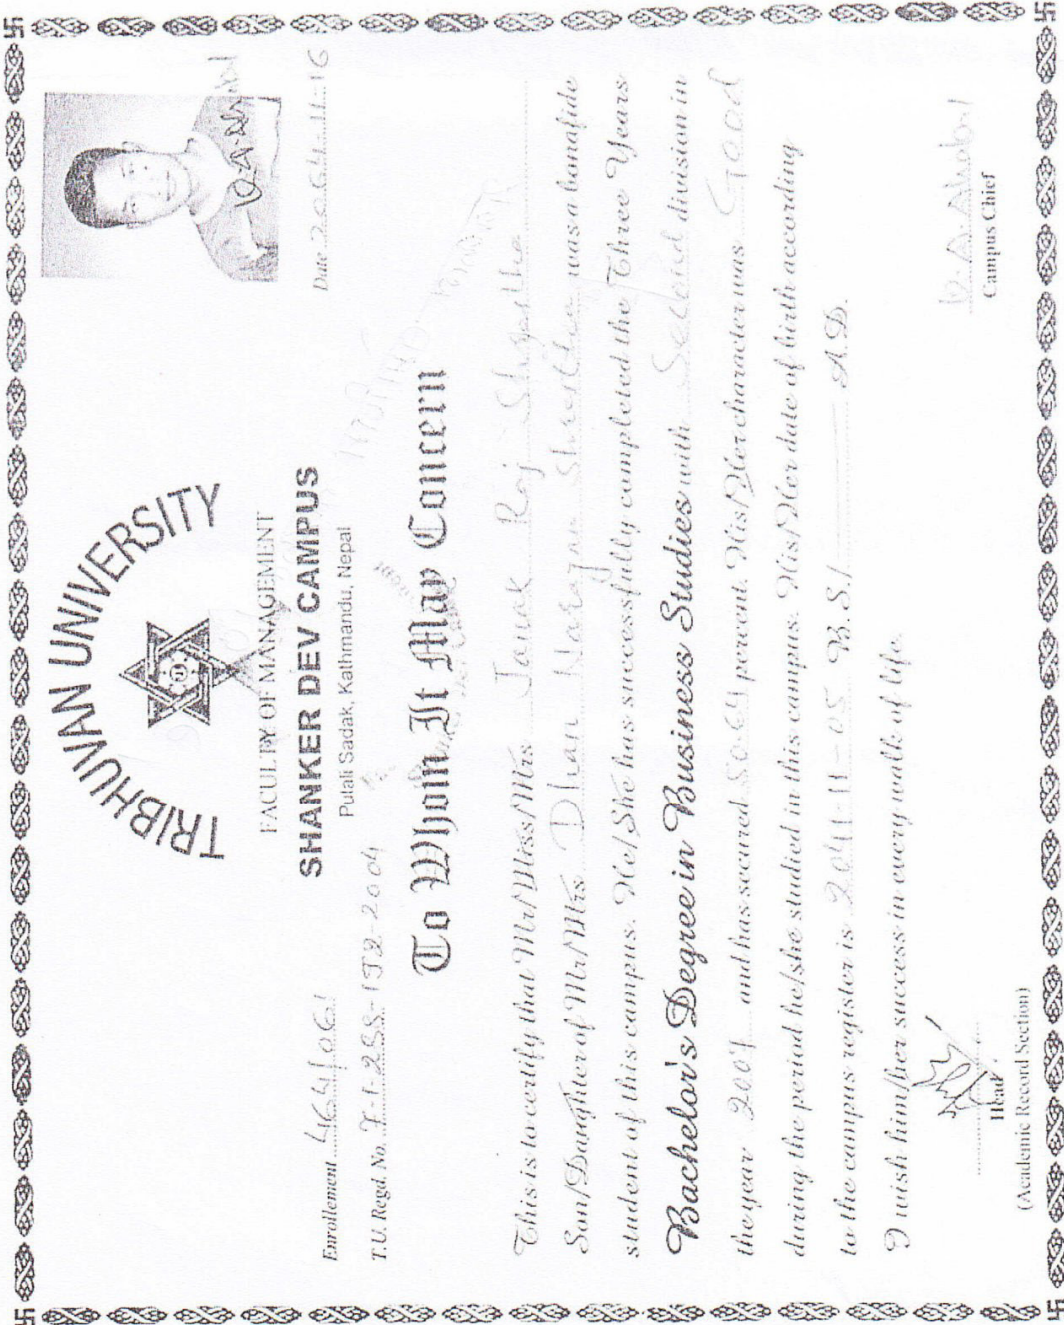 TRIBHUVAN UNIVERSITY
FACULTY OF MANAGEMENT
SHANKER DEV CAMPUS
Putali Sadak, Kathmandu, Nepal
Enrollement 464/061
T.U. Regd. No. 7-1-255-172-2004
Date 2064-11-16
To Whom It May Concern
This is to certify that Mr/Miss/Mrs Janak Raj Shrestha
Son/Daughter of Mr/Mrs. Dhan Narayan Shrestha was a bonafide
student of this campus. He/She has successfully completed the Three Years
Bachelor's Degree in Business Studies with Second division in
the year 2007 and has secured 50.64 percent. His/Her character was Good
during the period he/she studied in this campus. His/Her date of birth according
to the campus register is 2041-11-05 B.S./ A.D.
I wish him/her success in every walk of life.
Head
(Academic Record Section)
Campus Chief